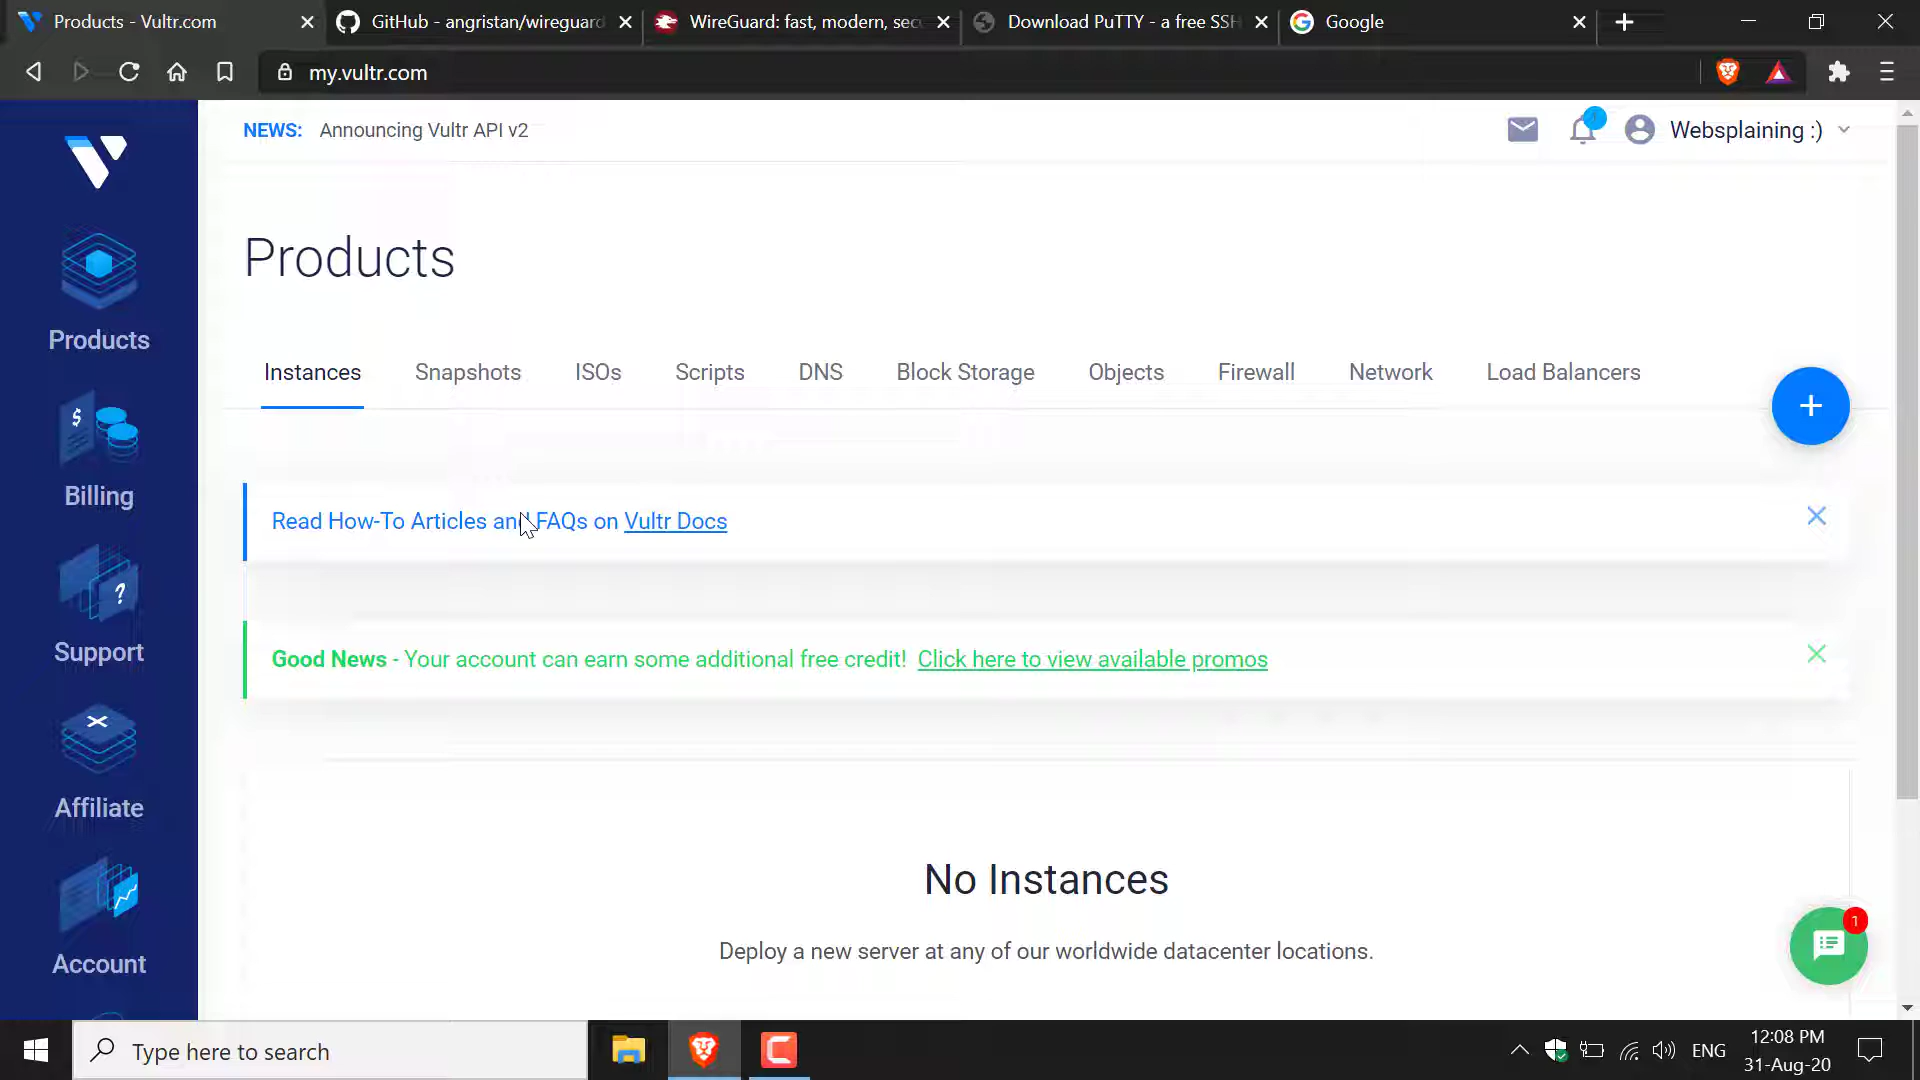 Products - Vultr.com
GitHub - angristan/wireguard
WireGuard: fast, modern, sec
Download PuTTY - a free SSH
Google
my.vultr.com
NEWS: Announcing Vultr API v2
Websplaining :)
Products
Instances Snapshots ISOs Scripts DNS Block Storage Objects Firewall Network Load Balancers
Read How-To Articles and FAQs on Vultr Docs
Good News - Your account can earn some additional free credit! Click here to view available promos
No Instances
Deploy a new server at any of our worldwide datacenter locations.
Products
Billing
Support
Affiliate
Account
1
Type here to search
ENG
12:08 PM
31-Aug-20